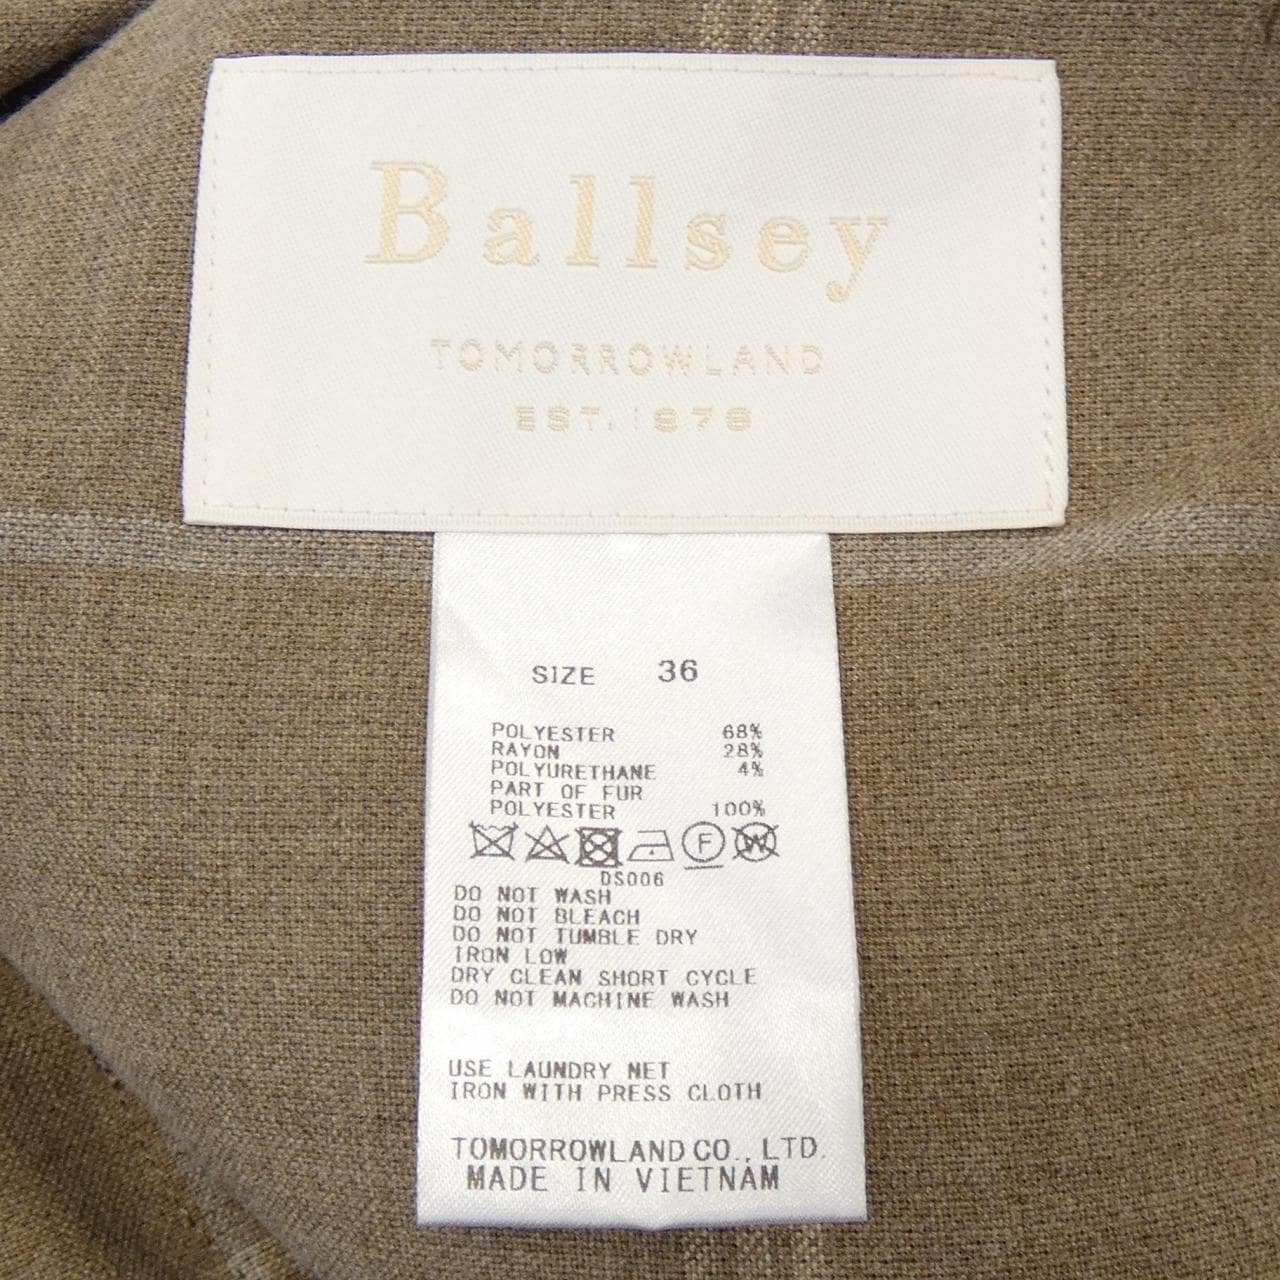 Ballsey
TOMORROWLAND
EST. 1978
SIZE 36
POLYESTER 68%
RAYON 28%
POLYURETHANE 4%
PART OF FUR
POLYESTER 100%
F W
DS006
DO NOT WASH
DO NOT BLEACH
DO NOT TUMBLE DRY
IRON LOW
DRY CLEAN SHORT CYCLE
DO NOT MACHINE WASH
USE LAUNDRY NET
IRON WITH PRESS CLOTH
TOMORROWLAND CO., LTD.
MADE IN VIETNAM